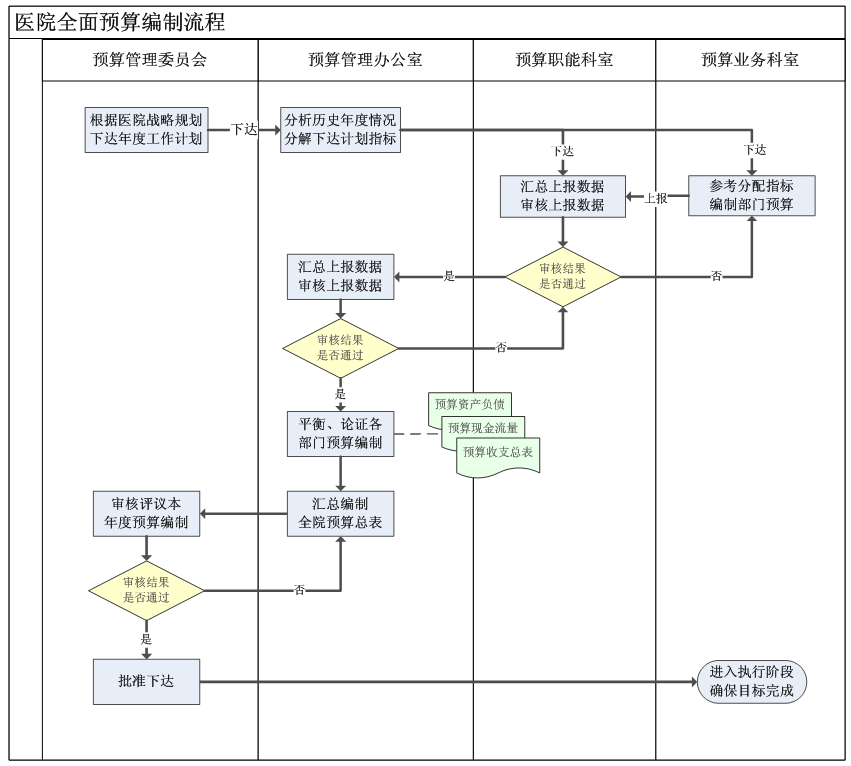 医院全面预算编制流程
预算管理委员会
预算管理办公室
预算职能科室
预算业务科室
根据医院战略规划
下达年度工作计划
下达
分析历史年度情况
分解下达计划指标
下达
下达
汇总上报数据
审核上报数据
上报
参考分配指标
编制部门预算
汇总上报数据
审核上报数据
是
审核结果
是否通过
否
审核结果
是否通过
否
是
平衡、论证各
部门预算编制
预算资产负债
预算现金流量
预算收支总表
审核评议本
年度预算编制
汇总编制
全院预算总表
审核结果
是否通过
否
是
批准下达
进入执行阶段
确保目标完成